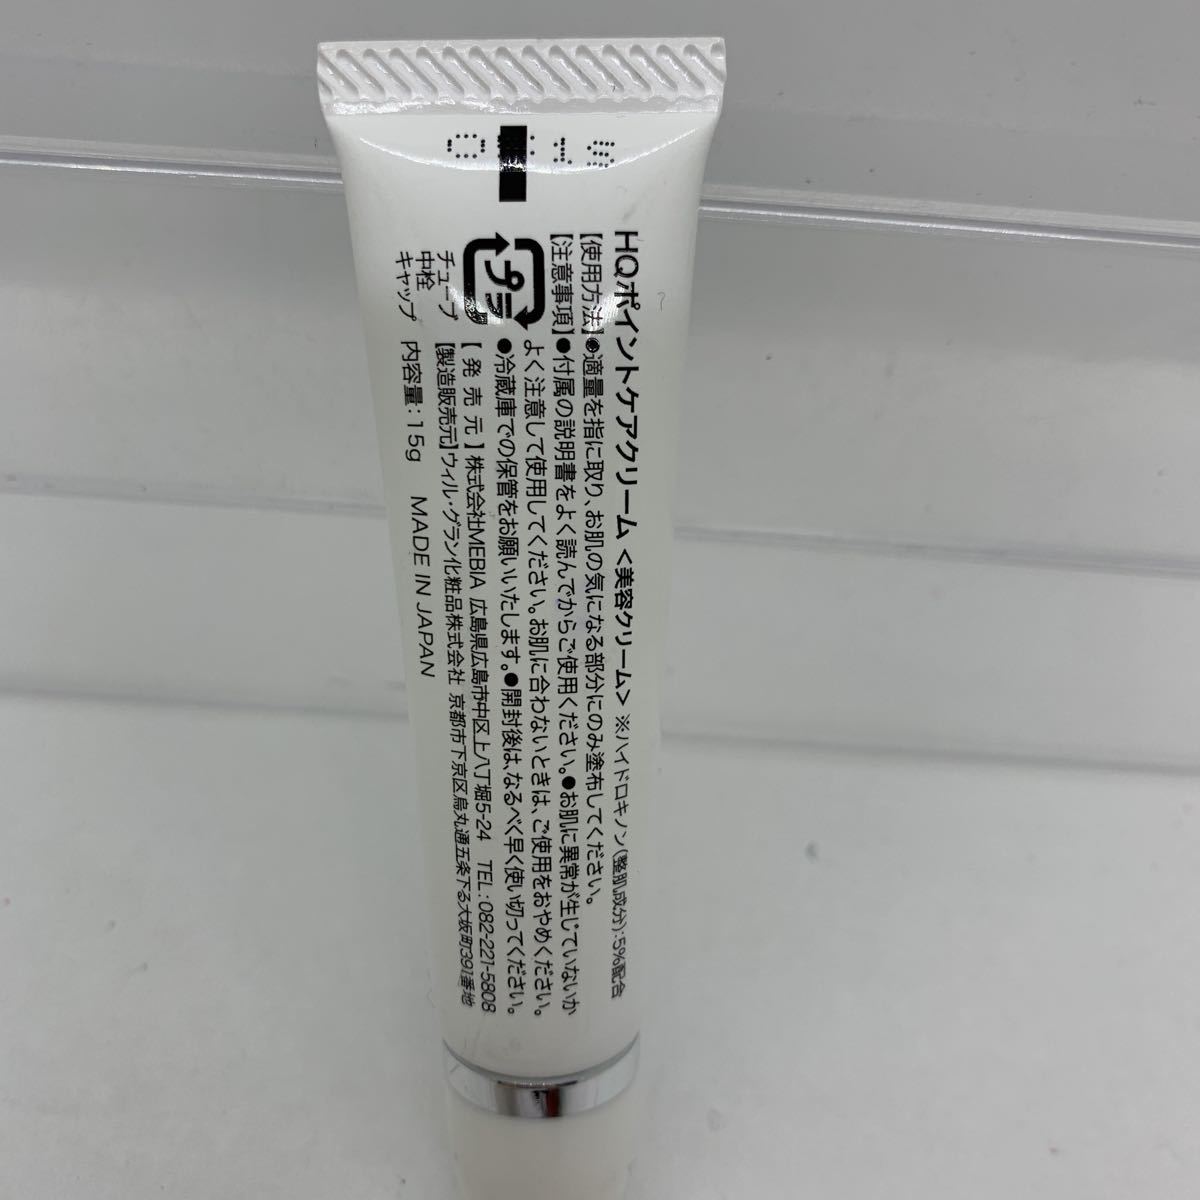 HQポイントケアクリーム <美容クリーム> ※ハイドロキノン(整肌成分):5%配合
【使用方法】●適量を指に取り、お肌の気になる部分にのみ塗布してください。
【注意事項】●付属の説明書をよく読んでからご使用ください。●お肌に異常が生じていないか
よく注意して使用してください。お肌に合わないときは、ご使用をおやめください。
●冷蔵庫での保管をお願いいたします。●開封後は、なるべく早く使い切ってください。
プラ
チューブ
中栓
キャップ
【発売元】株式会社MEBIA 広島県広島市中区上八丁堀5-24 TEL:082-221-5808
【製造販売元】ウィル・グラン化粧品株式会社 京都市下京区烏丸通五条下る大坂町391番地
内容量:15g MADE IN JAPAN